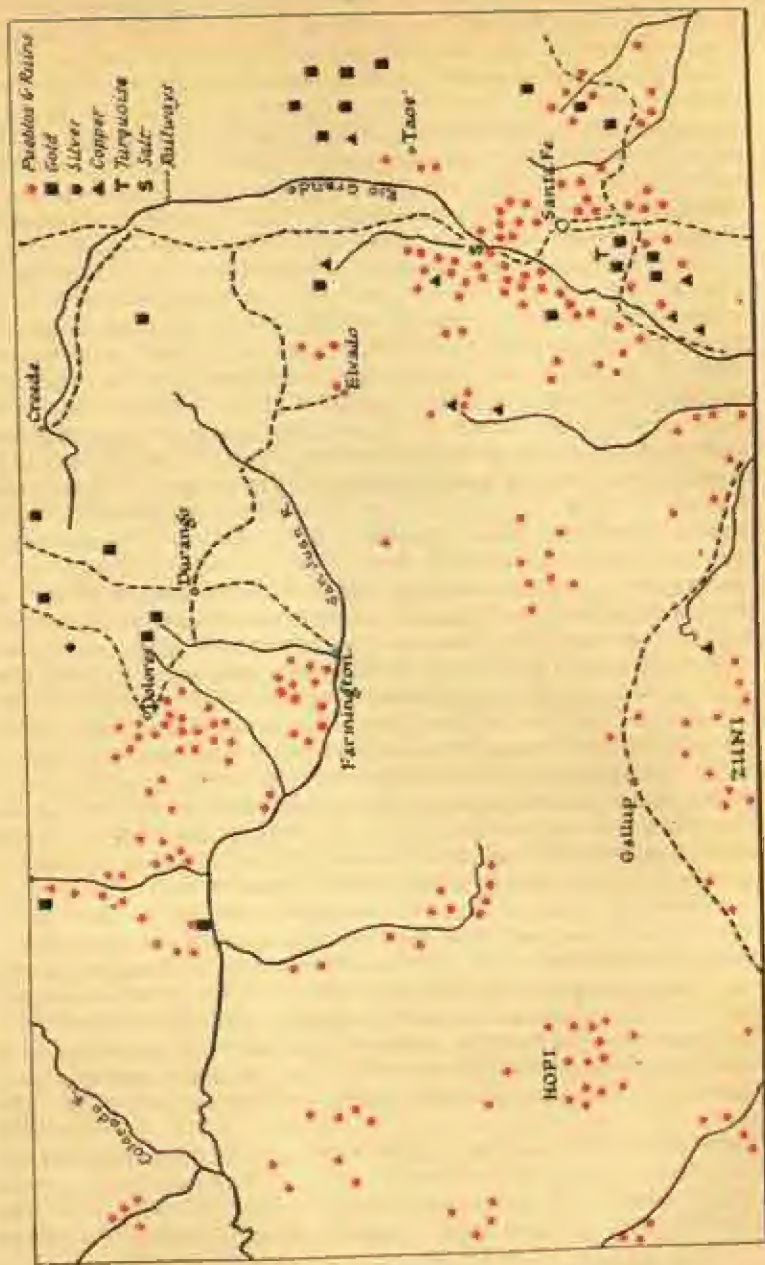 Pueblos & Ruins
Gold
Silver
Copper
T Turquoise
S Salt
Railways
Creede
Colorado R.
Dolores
Durango
San Juan R.
Farmington
Rio Grande
Taos
S
Santa Fe
T
HOPI
Gallup
ZUNI